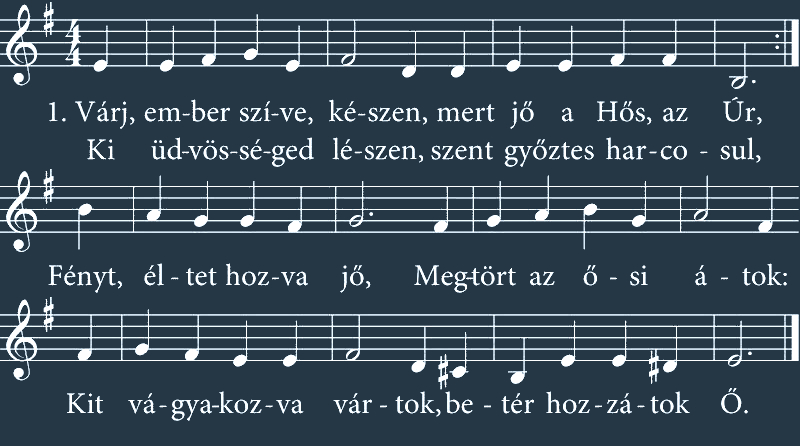 1. Várj, em-ber szí-ve, ké-szen, mert jő a Hős, az Úr,
Ki üd-vös-sé-ged lé-szen, szent győztes har-co - sul,
Fényt, él - tet hoz-va jő, Meg-tört az ő - si á - tok:
Kit vá-gya-koz-va vár - tok, be - tér hoz-zá-tok Ő.